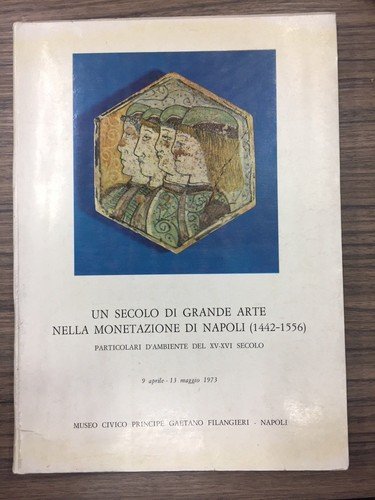 UN SECOLO DI GRANDE ARTE
NELLA MONETAZIONE DI NAPOLI (1442-1556)
PARTICOLARI D'AMBIENTE DEL XV-XVI SECOLO
9 aprile - 13 maggio 1973
MUSEO CIVICO PRINCIPE GAETANO FILANGIERI - NAPOLI